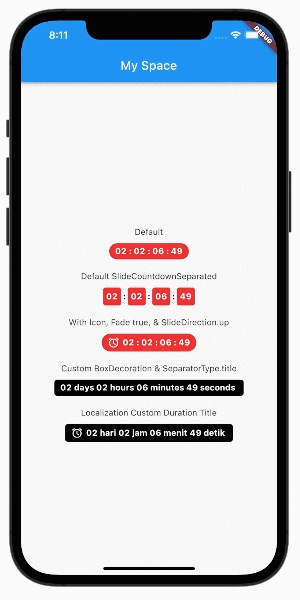 8:11
DEBUG
My Space
Default
02 : 02 : 06 : 49
Default SlideCountdownSeparated
02 : 02 : 06 : 49
With Icon, Fade true, & SlideDirection.up
02 : 02 : 06 : 49
Custom BoxDecoration & SeparatorType.title
02 days 02 hours 06 minutes 49 seconds
Localization Custom Duration Title
02 hari 02 jam 06 menit 49 detik